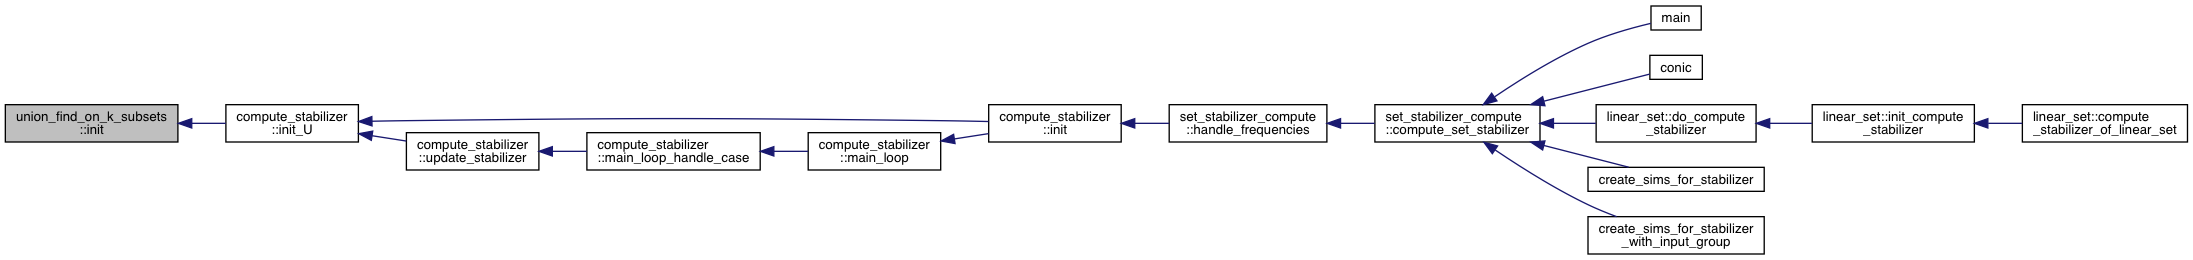 union_find_on_k_subsets
::init
compute_stabilizer
::init_U
compute_stabilizer
::update_stabilizer
compute_stabilizer
::main_loop_handle_case
compute_stabilizer
::main_loop
compute_stabilizer
::init
set_stabilizer_compute
::handle_frequencies
set_stabilizer_compute
::compute_set_stabilizer
main
conic
linear_set::do_compute
_stabilizer
linear_set::init_compute
_stabilizer
linear_set::compute
_stabilizer_of_linear_set
create_sims_for_stabilizer
create_sims_for_stabilizer
_with_input_group